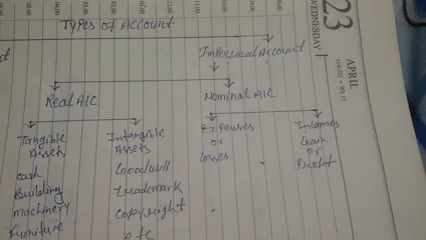 Types of Account
Impersonal Account
Real A/C
Nominal A/C
Tangible
Assets
cash
Building
machinery
furniture
Intangible
Assets
Goodwill
Trademark
Copyright
etc
Expenses
or
losses
Incomes
Gain
or
Profit
23
WEDNESDAY
APRIL